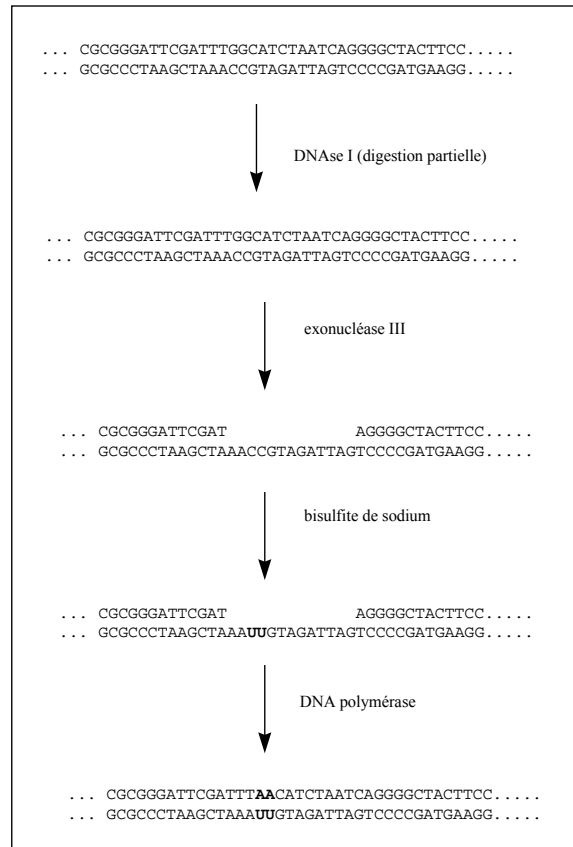 ... CGCGGGATTCGATTTGGCATCTAATCAGGGGCTACTTCC.....
... GCGCCCTAAGCTAAACCGTAGATTAGTCCCCGATGAAGG.....
DNAse I (digestion partielle)
... CGCGGGATTCGATTTGGCATCTAATCAGGGGCTACTTCC.....
... GCGCCCTAAGCTAAACCGTAGATTAGTCCCCGATGAAGG.....
exonucléase III
... CGCGGGATTCGAT AGGGGCTACTTCC.....
... GCGCCCTAAGCTAAACCGTAGATTAGTCCCCGATGAAGG.....
bisulfite de sodium
... CGCGGGATTCGAT AGGGGCTACTTCC.....
... GCGCCCTAAGCTAAAUUGTAGATTAGTCCCCGATGAAGG.....
DNA polymérase
... CGCGGGATTCGATTTAACATCTAATCAGGGGCTACTTCC.....
... GCGCCCTAAGCTAAAUUGTAGATTAGTCCCCGATGAAGG.....